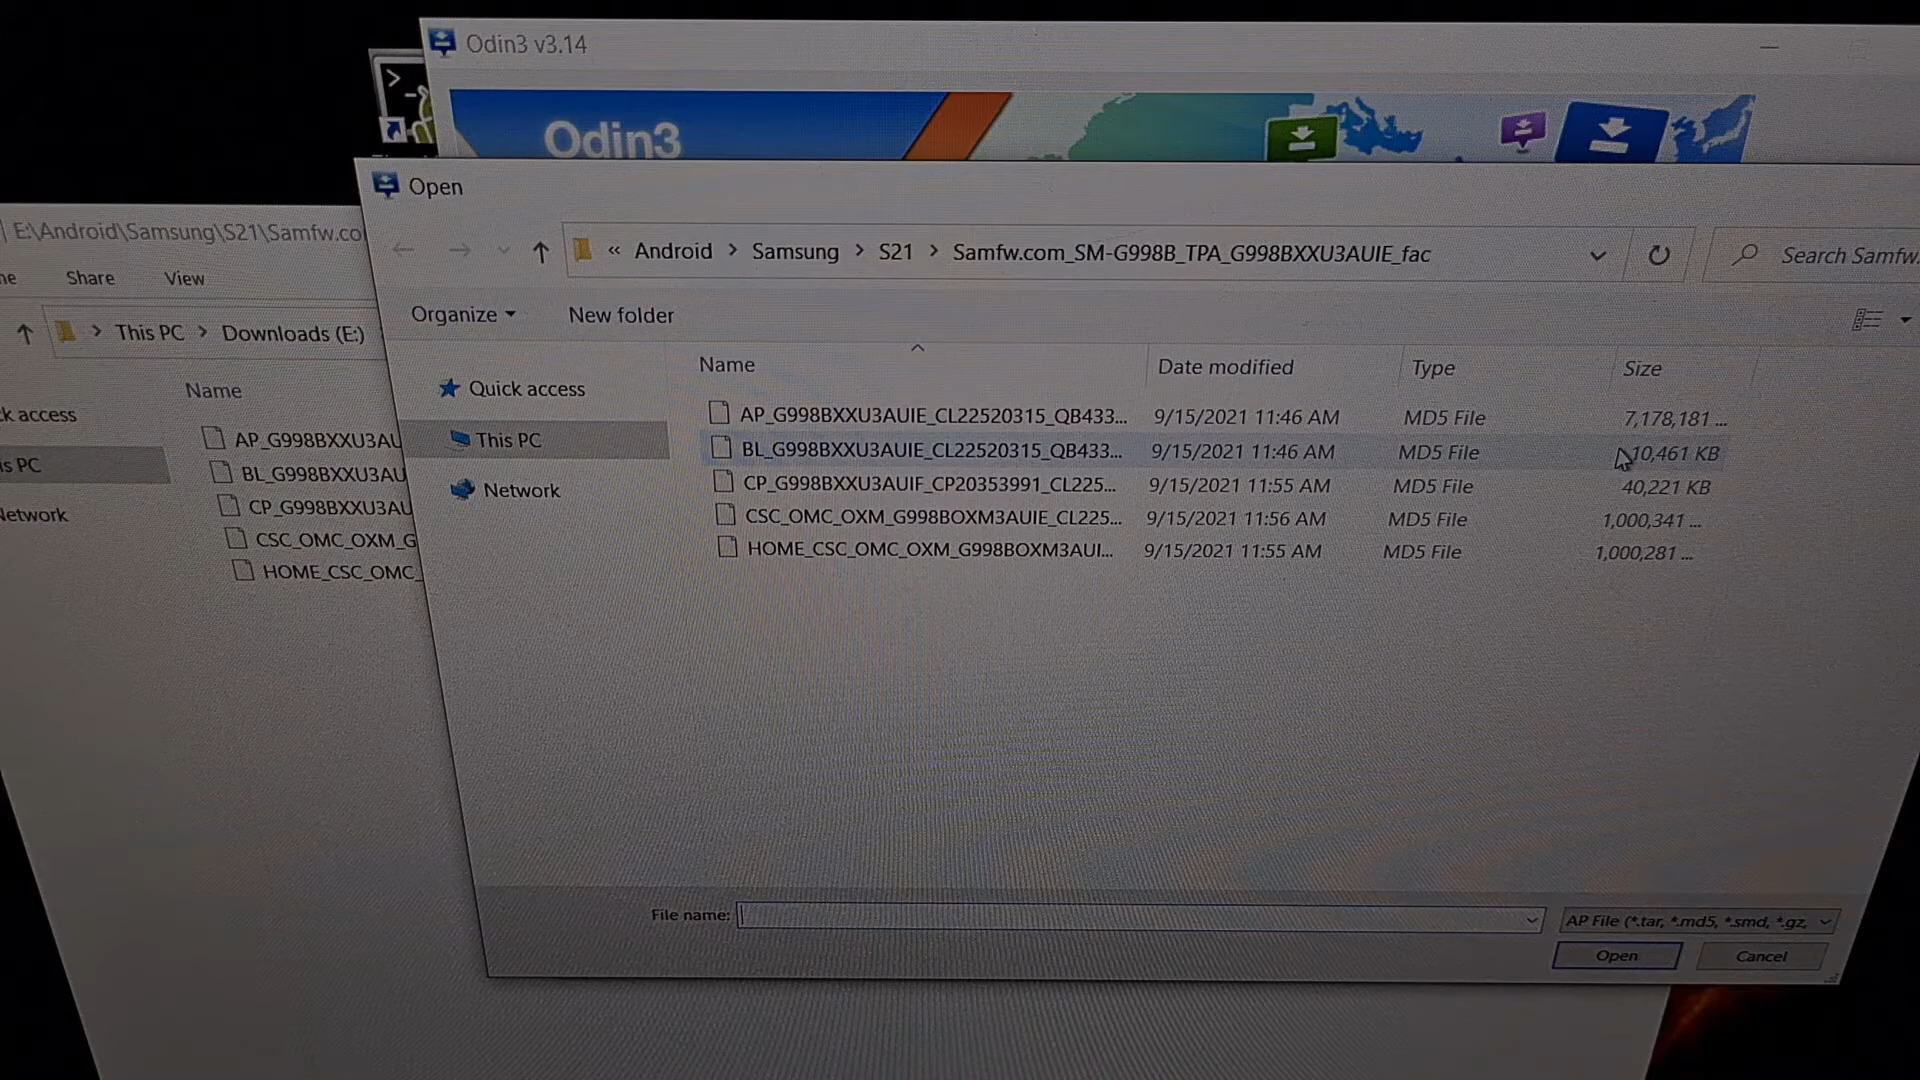 Odin3 v3.14
Odin3
Open
« Android > Samsung > S21 > Samfw.com_SM-G998B_TPA_G998BXXU3AUIE_fac
Search Samfw.
Organize
New folder
Name
Date modified
Type
Size
Quick access
This PC
Network
AP_G998BXXU3AUIE_CL22520315_QB433... 9/15/2021 11:46 AM MD5 File 7,178,181 ...
BL_G998BXXU3AUIE_CL22520315_QB433... 9/15/2021 11:46 AM MD5 File 10,461 KB
CP_G998BXXU3AUIF_CP20353991_CL225... 9/15/2021 11:55 AM MD5 File 40,221 KB
CSC_OMC_OXM_G998BOXM3AUIE_CL225... 9/15/2021 11:56 AM MD5 File 1,000,341 ...
HOME_CSC_OMC_OXM_G998BOXM3AUI... 9/15/2021 11:55 AM MD5 File 1,000,281 ...
File name:
AP File (*.tar, *.md5, *.smd, *.gz,
Open
Cancel
E:\Android\Samsung\S21\Samfw.co
Share
View
> This PC > Downloads (E:)
Name
access
PC
Network
AP_G998BXXU3AU
BL_G998BXXU3AU
CP_G998BXXU3AU
CSC_OMC_OXM_G
HOME_CSC_OMC_